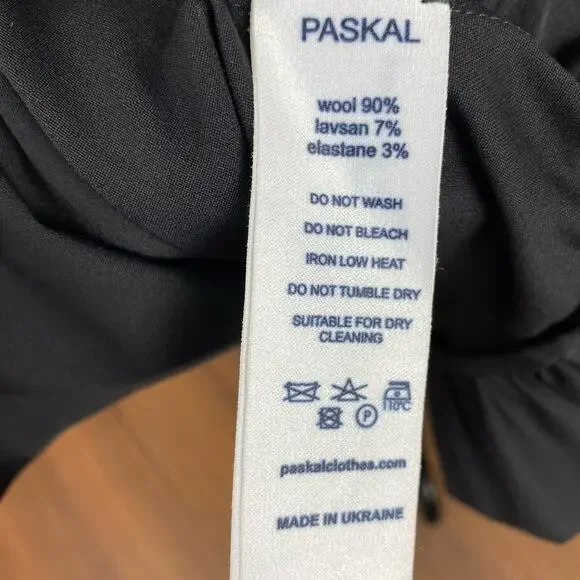 PASKAL
wool 90%
lavsan 7%
elastane 3%
DO NOT WASH
DO NOT BLEACH
IRON LOW HEAT
DO NOT TUMBLE DRY
SUITABLE FOR DRY
CLEANING
110°C
P
paskalclothes.com
MADE IN UKRAINE